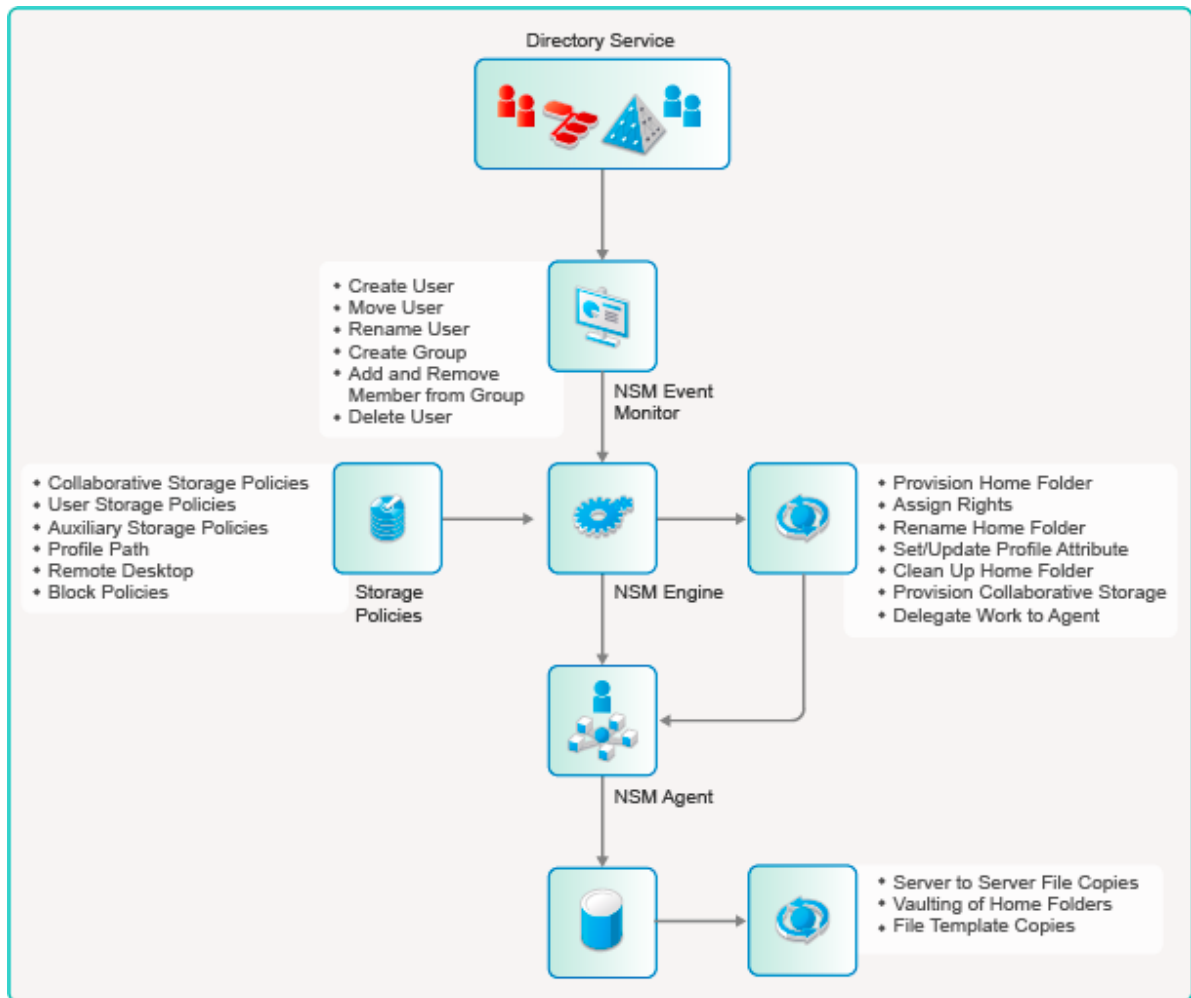 Directory Service
◆ Create User
◆ Move User
◆ Rename User
◆ Create Group
◆ Add and Remove
Member from Group
◆ Delete User
NSM Event
Monitor
◆ Collaborative Storage Policies
◆ User Storage Policies
◆ Auxiliary Storage Policies
◆ Profile Path
◆ Remote Desktop
◆ Block Policies
Storage
Policies
NSM Engine
◆ Provision Home Folder
◆ Assign Rights
◆ Rename Home Folder
◆ Set/Update Profile Attribute
◆ Clean Up Home Folder
◆ Provision Collaborative Storage
◆ Delegate Work to Agent
NSM Agent
◆ Server to Server File Copies
◆ Vaulting of Home Folders
◆ File Template Copies